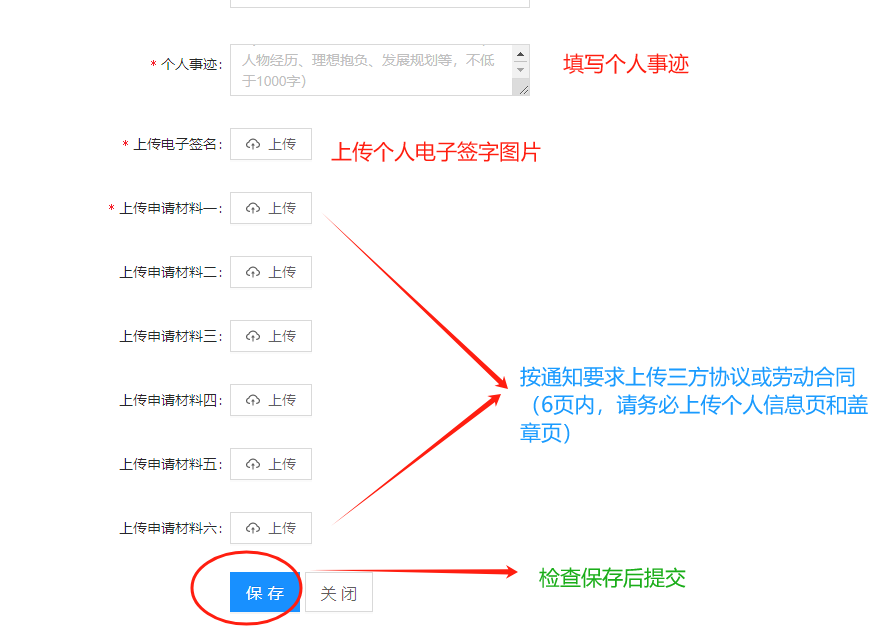 * 个人事迹:
人物经历、理想抱负、发展规划等，不低
于1000字）
填写个人事迹
* 上传电子签名:
上传
上传个人电子签字图片
* 上传申请材料一:
上传
上传申请材料二:
上传
上传申请材料三:
上传
按通知要求上传三方协议或劳动合同
（6页内，请务必上传个人信息页和盖
章页）
上传申请材料四:
上传
上传申请材料五:
上传
上传申请材料六:
上传
保 存
关 闭
检查保存后提交